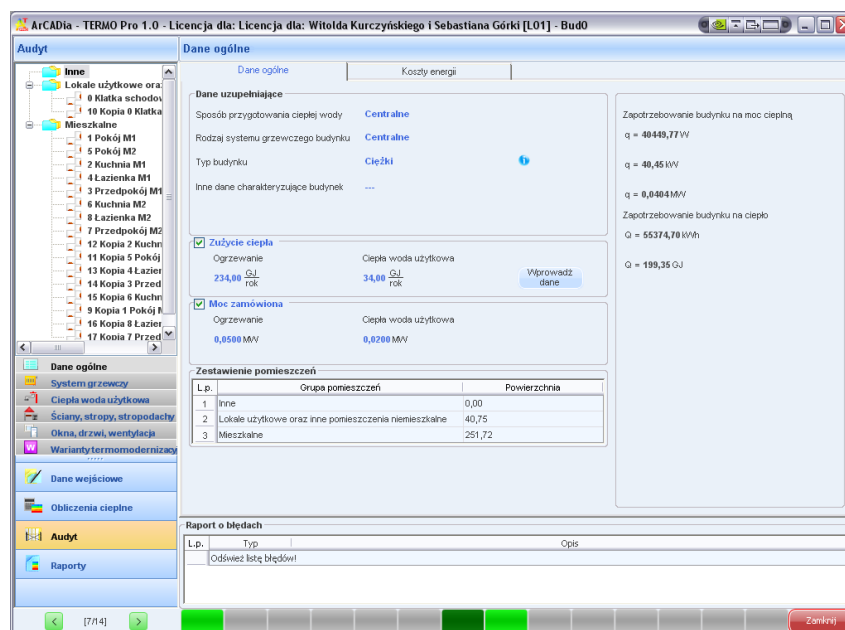 ArCADia - TERMO Pro 1.0 - Licencja dla: Licencja dla: Witolda Kurczyńskiego i Sebastiana Górki [L01] - Bud0
Audyt
Inne
Lokale użytkowe ora
0 Klatka schodow
10 Kopia 0 Klatka
Mieszkalne
1 Pokój M1
5 Pokój M2
2 Kuchnia M1
4 Łazienka M1
3 Przedpokój M1
6 Kuchnia M2
8 Łazienka M2
7 Przedpokój M2
12 Kopia 2 Kuchn
11 Kopia 5 Pokój
13 Kopia 4 Łazier
14 Kopia 3 Przed
15 Kopia 6 Kuchn
9 Kopia 1 Pokój M
16 Kopia 8 Łazier
17 Kopia 7 Przed
Dane ogólne
System grzewczy
Ciepła woda użytkowa
Ściany, stropy, stropodachy
Okna, drzwi, wentylacja
W Warianty termomodernizacy
Dane wejściowe
Obliczenia cieplne
Audyt
Raporty
[7/14]
Dane ogólne
Dane ogólne Koszty energii
Dane uzupełniające
Sposób przygotowania ciepłej wody Centralne
Rodzaj systemu grzewczego budynku Centralne
Typ budynku Ciężki
Inne dane charakteryzujące budynek ---
Zużycie ciepła
Ogrzewanie Ciepła woda użytkowa
234,00 GJ/rok 34,00 GJ/rok
Wprowadź dane
Moc zamówiona
Ogrzewanie Ciepła woda użytkowa
0,0500 MW 0,0200 MW
Zestawienie pomieszczeń
L.p. Grupa pomieszczeń Powierzchnia
1 Inne 0,00
2 Lokale użytkowe oraz inne pomieszczenia niemieszkalne 40,75
3 Mieszkalne 251,72
Zapotrzebowanie budynku na moc cieplną
q = 40449,77 W
q = 40,45 kW
q = 0,0404 MW
Zapotrzebowanie budynku na ciepło
Q = 55374,70 kWh
Q = 199,35 GJ
Raport o błędach
L.p. Typ Opis
Odśwież listę błędów!
Zamknij